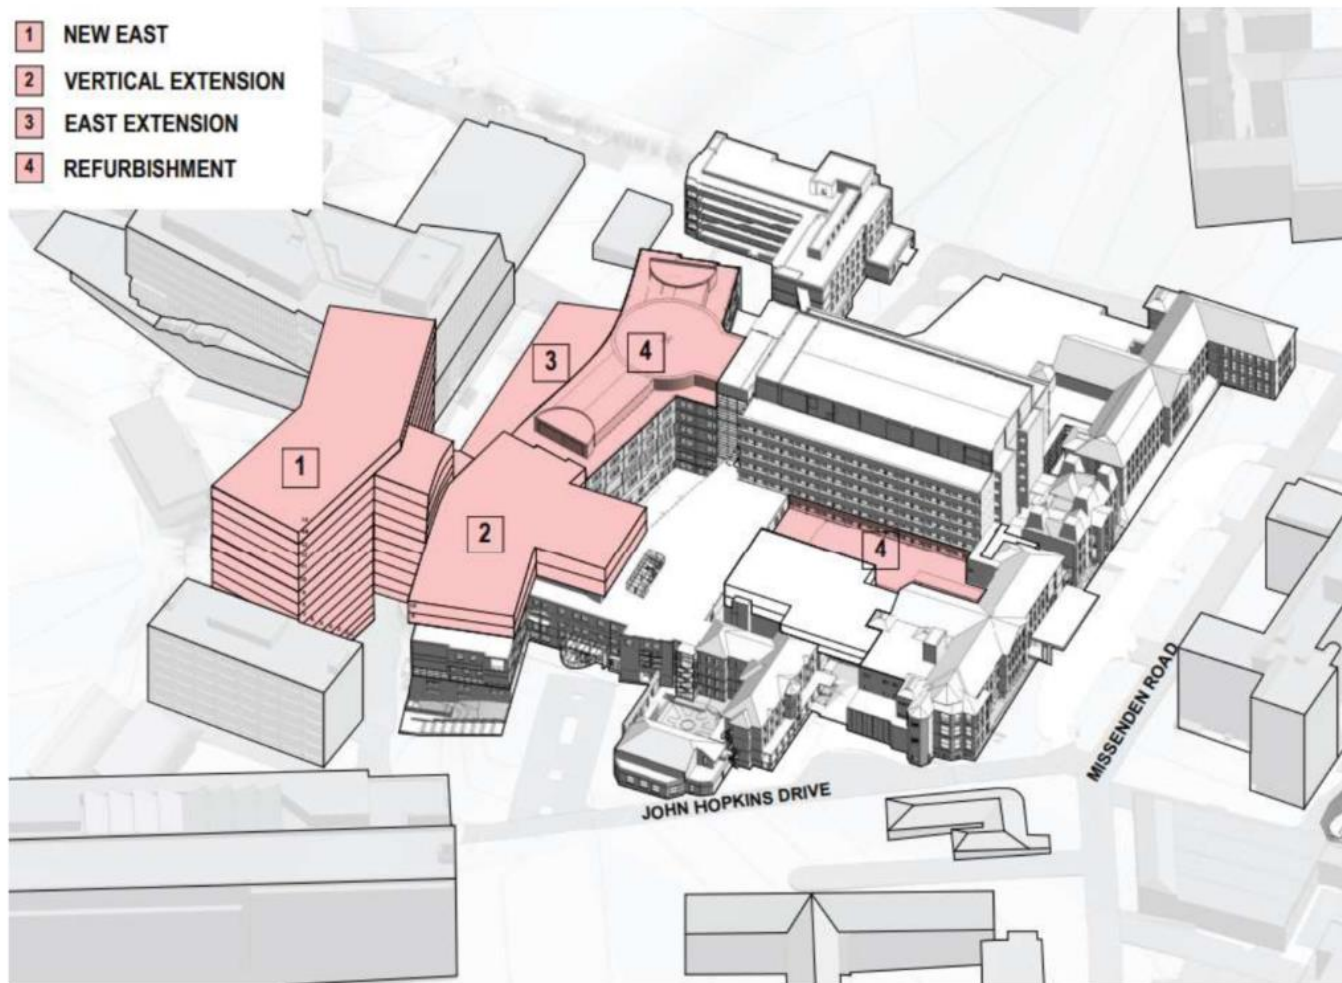 1 NEW EAST
2 VERTICAL EXTENSION
3 EAST EXTENSION
4 REFURBISHMENT
4
3
1
2
4
MISSENDEN ROAD
JOHN HOPKINS DRIVE